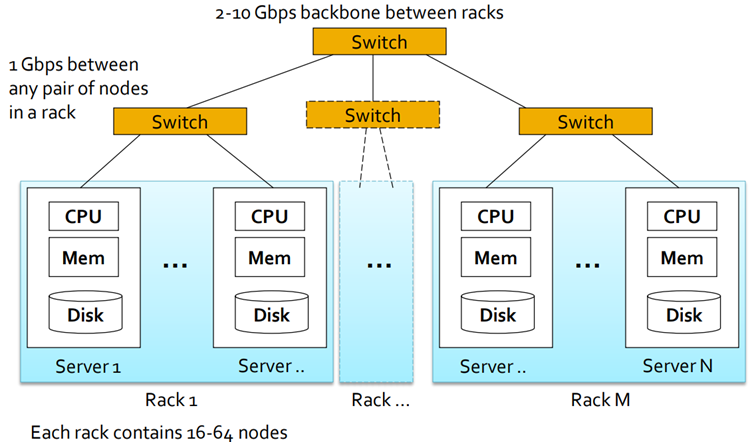 2-10 Gbps backbone between racks
Switch
1 Gbps between
any pair of nodes
in a rack
Switch
Switch
Switch
CPU
Mem
Disk
Server 1
...
CPU
Mem
Disk
Server ..
...
CPU
Mem
Disk
Server ..
...
CPU
Mem
Disk
Server N
Rack 1
Rack ...
Rack M
Each rack contains 16-64 nodes